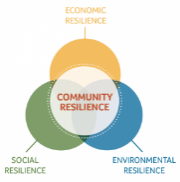 ECONOMIC
RESILIENCE
COMMUNITY
RESILIENCE
SOCIAL
RESILIENCE
ENVIRONMENTAL
RESILIENCE